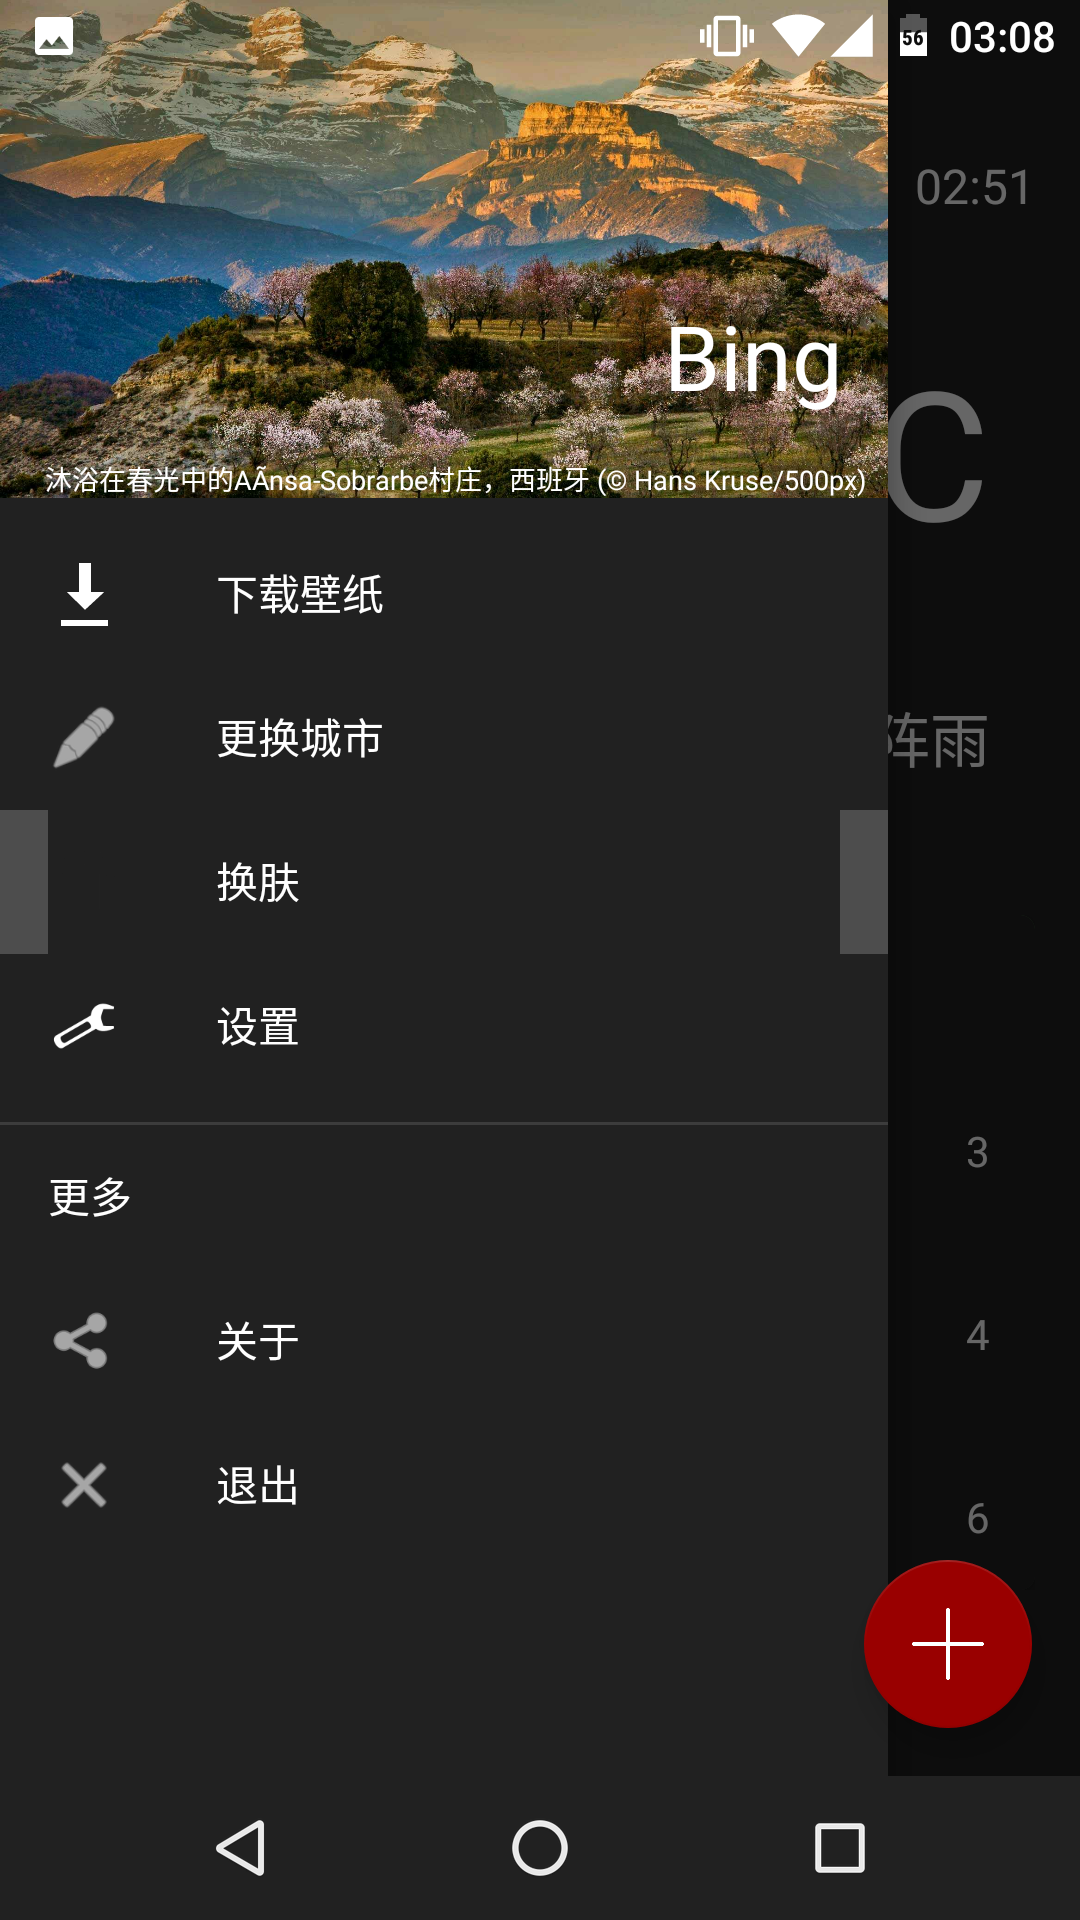 56 03:08
02:51
Bing
沐浴在春光中的AÃnsa-Sobrarbe村庄，西班牙 (© Hans Kruse/500px)
C
下载壁纸
更换城市
阵雨
换肤
设置
3
更多
关于
4
退出
6